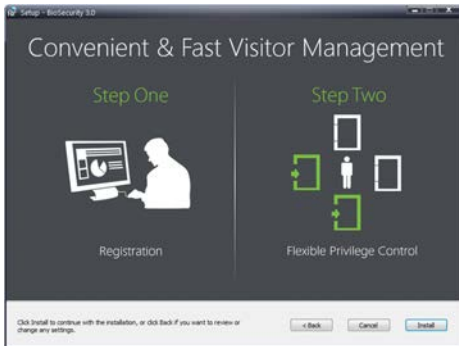 Setup - BioSecurity 3.0
Convenient & Fast Visitor Management
Step One
Step Two
Registration
Flexible Privilege Control
Click Install to continue with the installation, or click Back if you want to review or
change any settings.
< Back
Cancel
Install